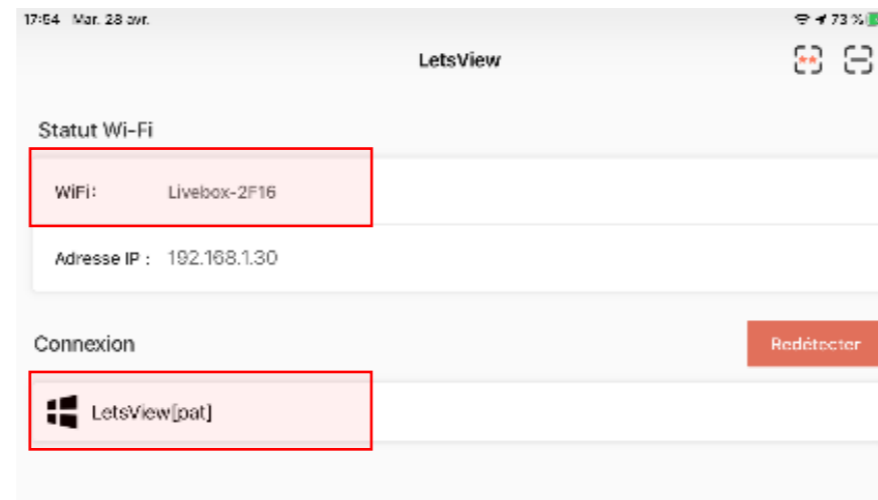 17:54 Mar. 28 avr. 73 %
LetsView
Statut Wi-Fi
WiFi: Livebox-2F16
Adresse IP : 192.168.1.30
Connexion
Redétecter
LetsView[pat]